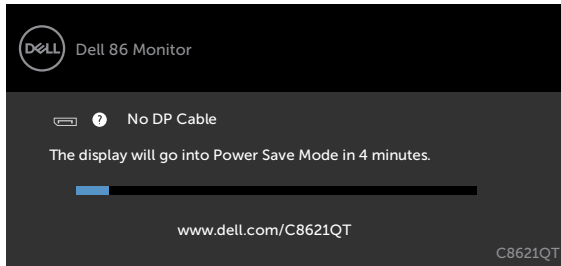 DELL
Dell 86 Monitor
? No DP Cable
The display will go into Power Save Mode in 4 minutes.
www.dell.com/C8621QT
C8621QT